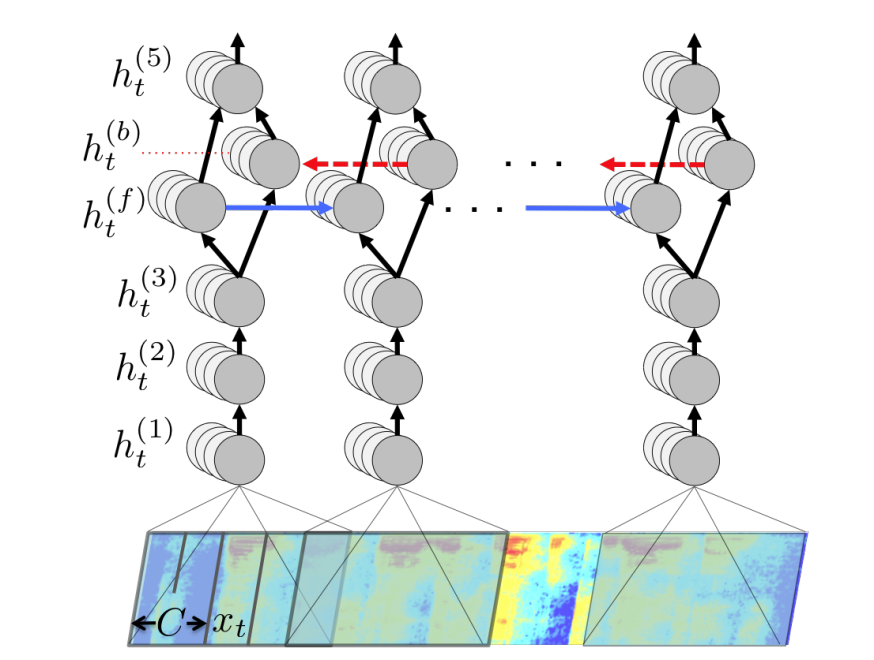 h_t^{(5)}
h_t^{(b)}
. . .
h_t^{(f)}
. . .
h_t^{(3)}
h_t^{(2)}
h_t^{(1)}
C x_t